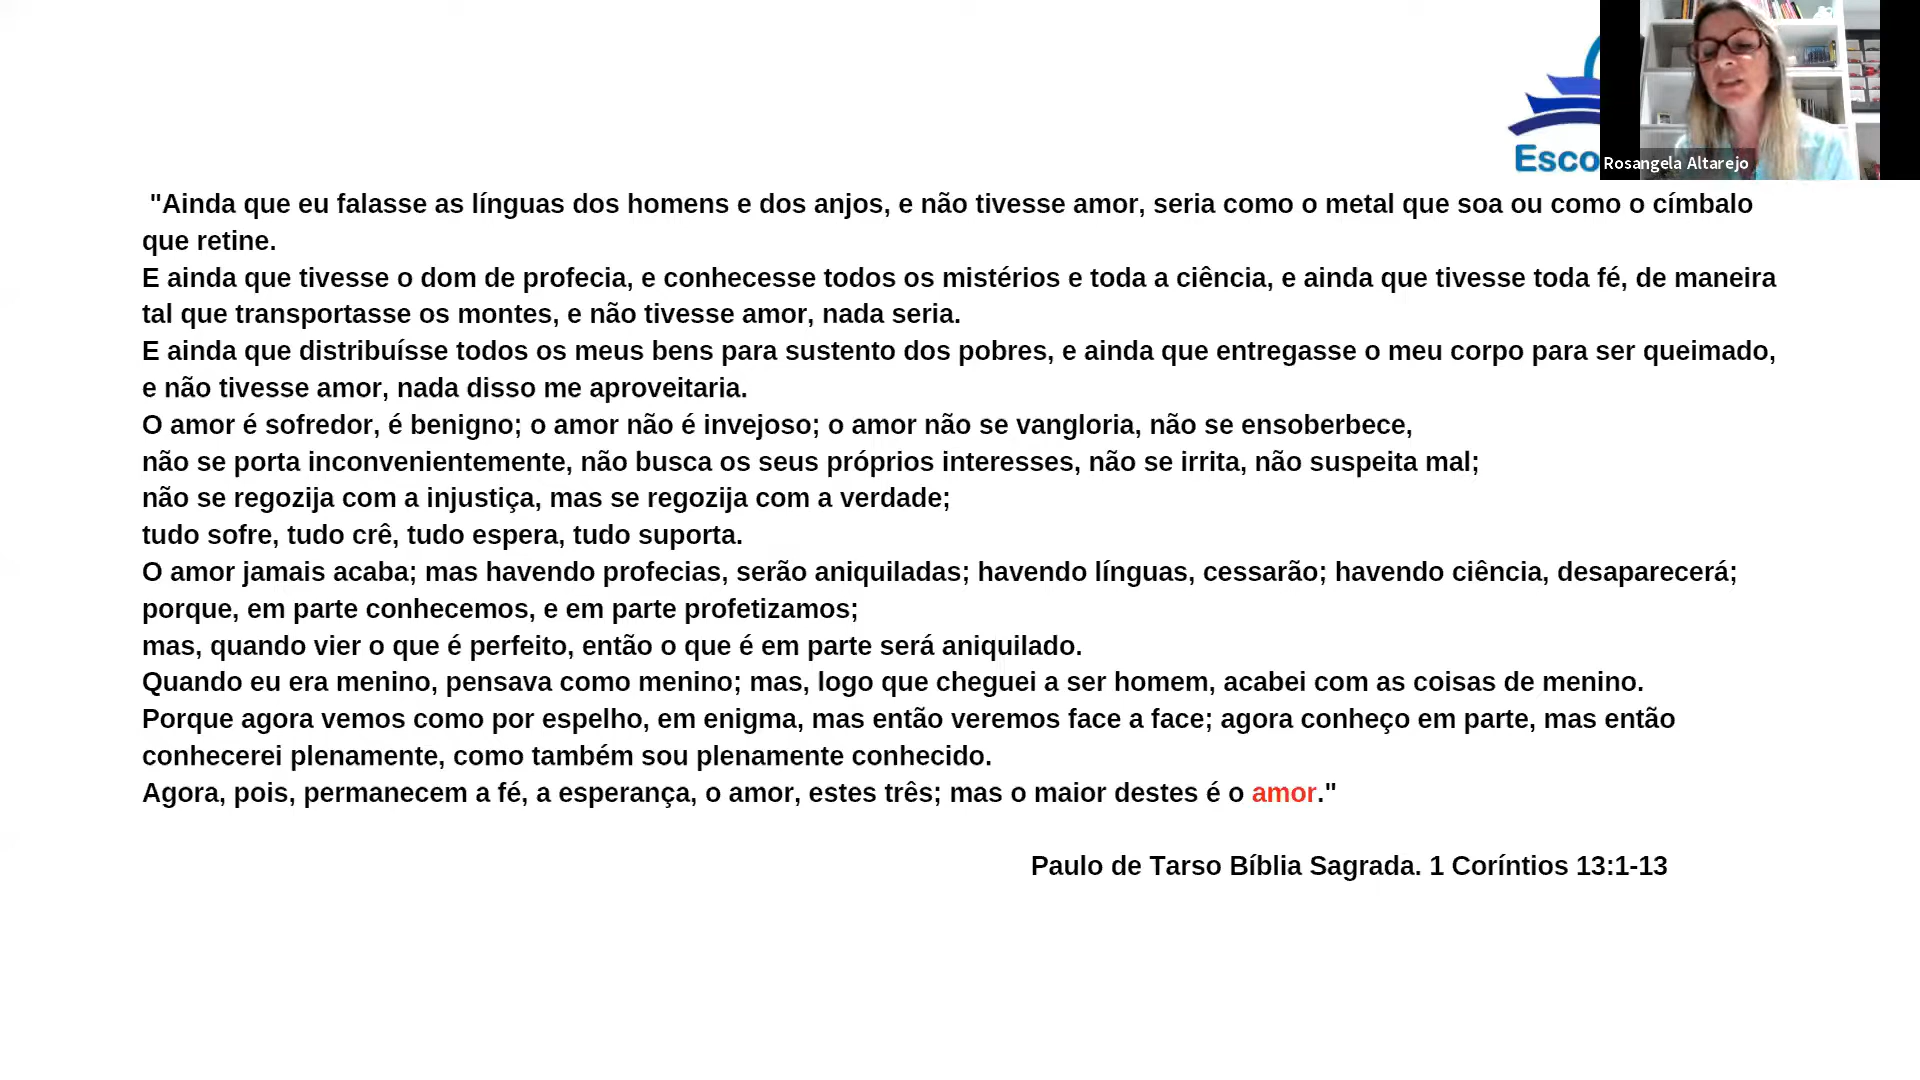 Esco
Rosangela Altarejo
"Ainda que eu falasse as línguas dos homens e dos anjos, e não tivesse amor, seria como o metal que soa ou como o címbalo
que retine.
E ainda que tivesse o dom de profecia, e conhecesse todos os mistérios e toda a ciência, e ainda que tivesse toda fé, de maneira
tal que transportasse os montes, e não tivesse amor, nada seria.
E ainda que distribuísse todos os meus bens para sustento dos pobres, e ainda que entregasse o meu corpo para ser queimado,
e não tivesse amor, nada disso me aproveitaria.
O amor é sofredor, é benigno; o amor não é invejoso; o amor não se vangloria, não se ensoberbece,
não se porta inconvenientemente, não busca os seus próprios interesses, não se irrita, não suspeita mal;
não se regozija com a injustiça, mas se regozija com a verdade;
tudo sofre, tudo crê, tudo espera, tudo suporta.
O amor jamais acaba; mas havendo profecias, serão aniquiladas; havendo línguas, cessarão; havendo ciência, desaparecerá;
porque, em parte conhecemos, e em parte profetizamos;
mas, quando vier o que é perfeito, então o que é em parte será aniquilado.
Quando eu era menino, pensava como menino; mas, logo que cheguei a ser homem, acabei com as coisas de menino.
Porque agora vemos como por espelho, em enigma, mas então veremos face a face; agora conheço em parte, mas então
conhecerei plenamente, como também sou plenamente conhecido.
Agora, pois, permanecem a fé, a esperança, o amor, estes três; mas o maior destes é o amor."
Paulo de Tarso Bíblia Sagrada. 1 Coríntios 13:1-13